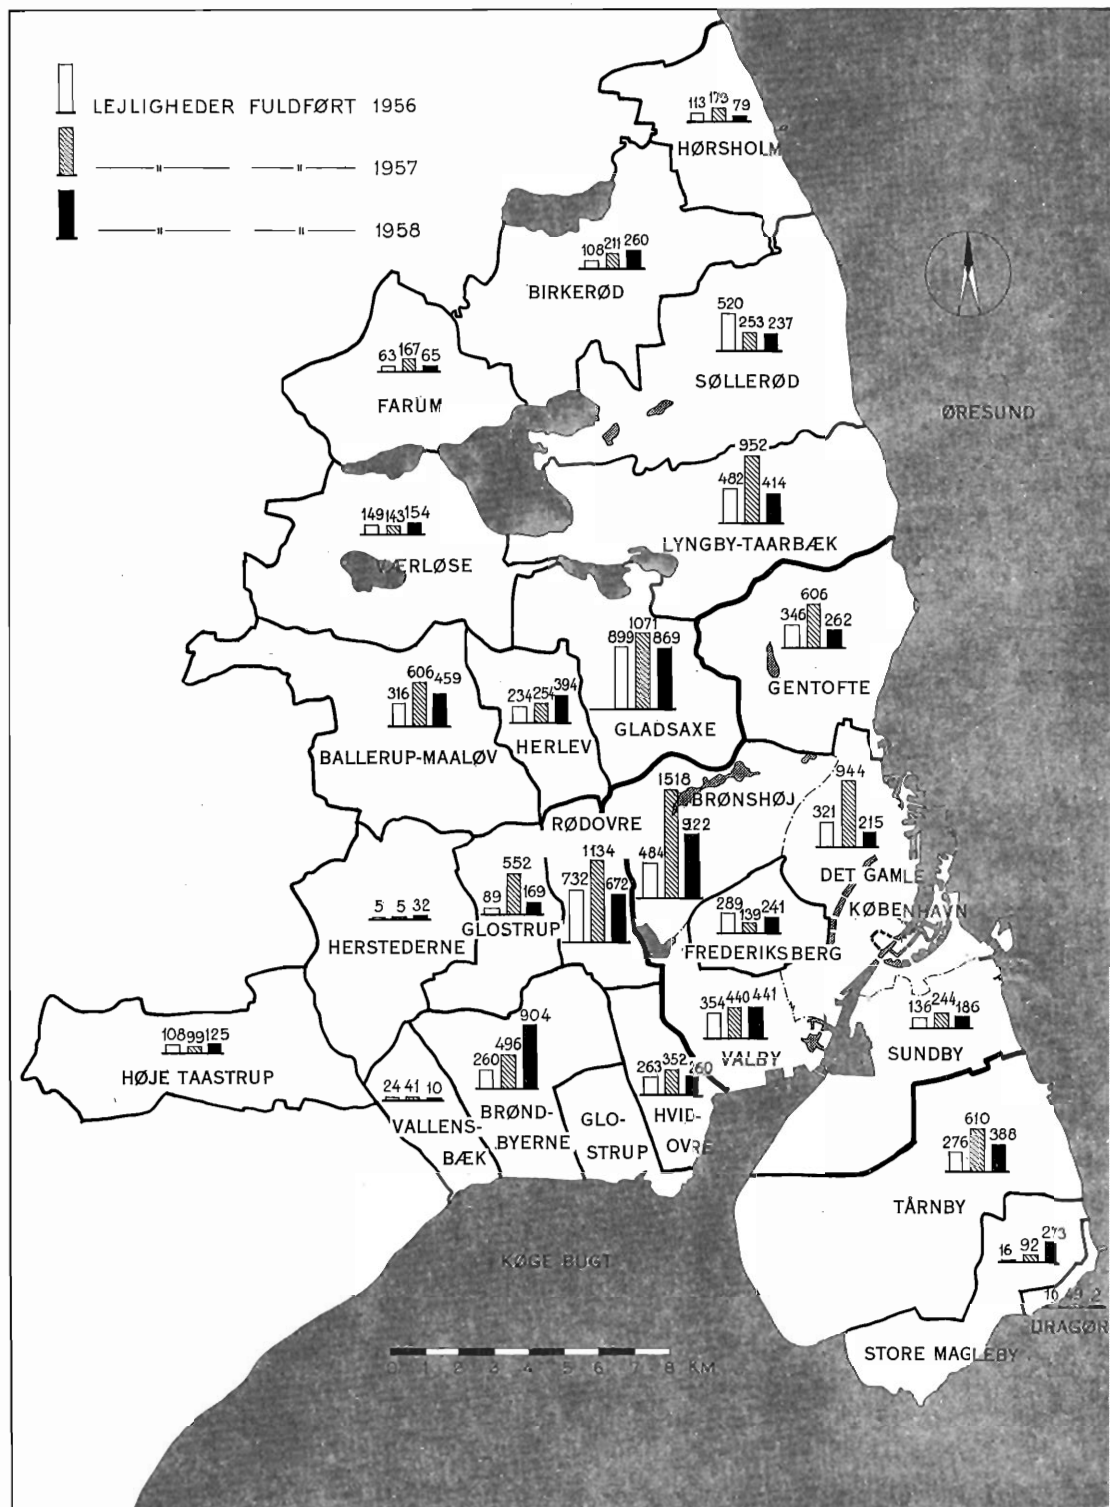 LEJLIGHEDER FULDFØRT 1956
—— " —— —— " —— 1957
—— " —— —— " —— 1958
113 173 79
HØRSHOLM
108 211 260
BIRKERØD
520 253 237
SØLLERØD
63 167 65
FARUM
ØRESUND
482 952 414
LYNGBY-TAARBÆK
149 143 154
VÆRLØSE
346 606 262
GENTOFTE
899 1071 869
GLADSAXE
316 606 459
BALLERUP-MAALØV
234 254 394
HERLEV
484 1518 922
BRØNSHØJ
321 944 215
DET GAMLE
KØBENHAVN
RØDOVRE
732 1134 672
89 552 169
GLOSTRUP
5 5 32
HERSTEDERNE
289 139 241
FREDERIKSBERG
354 440 441
VALBY
136 244 186
SUNDBY
108 99 125
HØJE TAASTRUP
24 41 10
VALLENS-
BÆK
260 496 904
BRØND-
BYERNE
GLO-
STRUP
263 352 260
HVID-
OVRE
276 610 388
TÅRNBY
16 92 273
STORE MAGLEBY
10 49 2
DRAGØR
KØGE BUGT
0 1 2 3 4 5 6 7 8 KM